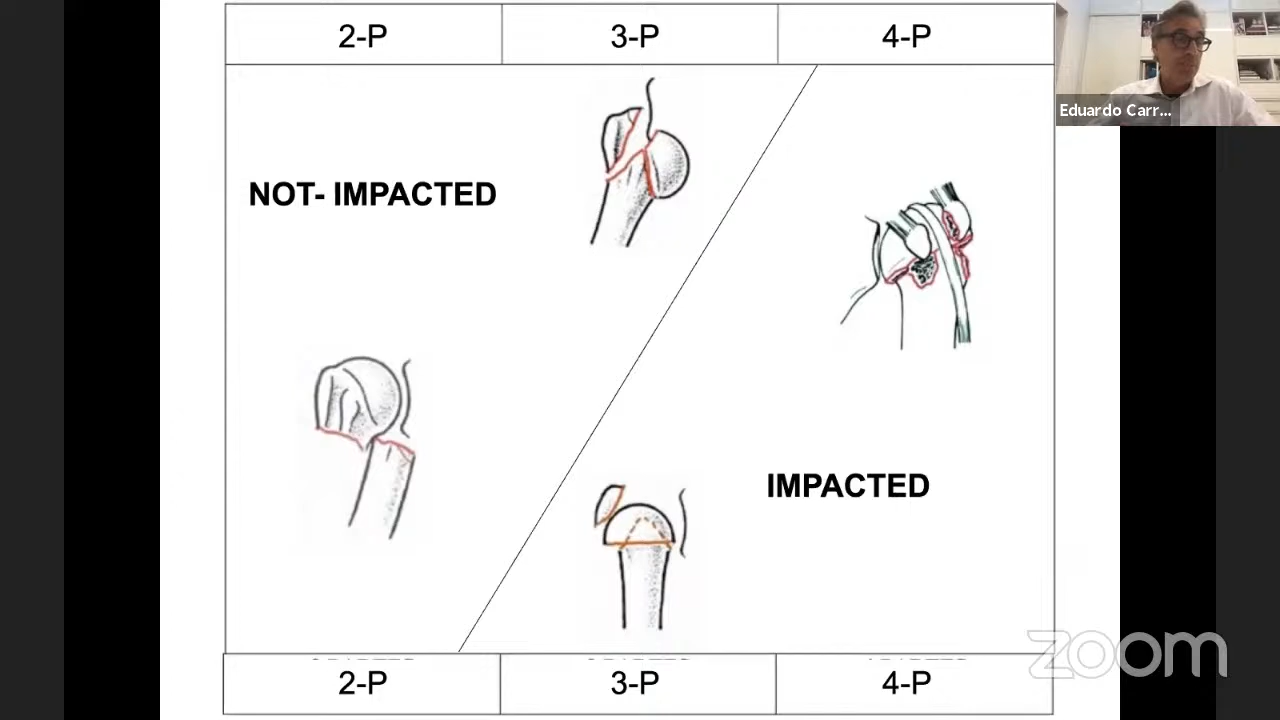 2-P
3-P
4-P
Eduardo Carr...
NOT- IMPACTED
IMPACTED
zoom
2-P
3-P
4-P